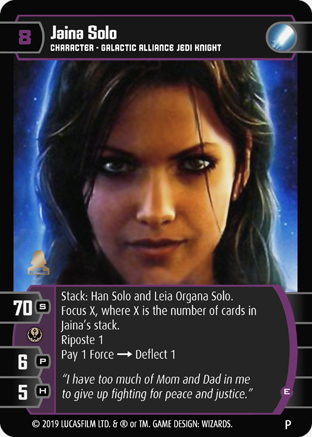 8
Jaina Solo
CHARACTER - GALACTIC ALLIANCE JEDI KNIGHT
70 S
Stack: Han Solo and Leia Organa Solo.
Focus X, where X is the number of cards in
Jaina's stack.
Riposte 1
6 P
Pay 1 Force → Deflect 1
5 H
"I have too much of Mom and Dad in me
to give up fighting for peace and justice."
E
© 2019 LUCASFILM LTD. & ® or TM. GAME DESIGN: WIZARDS.
P